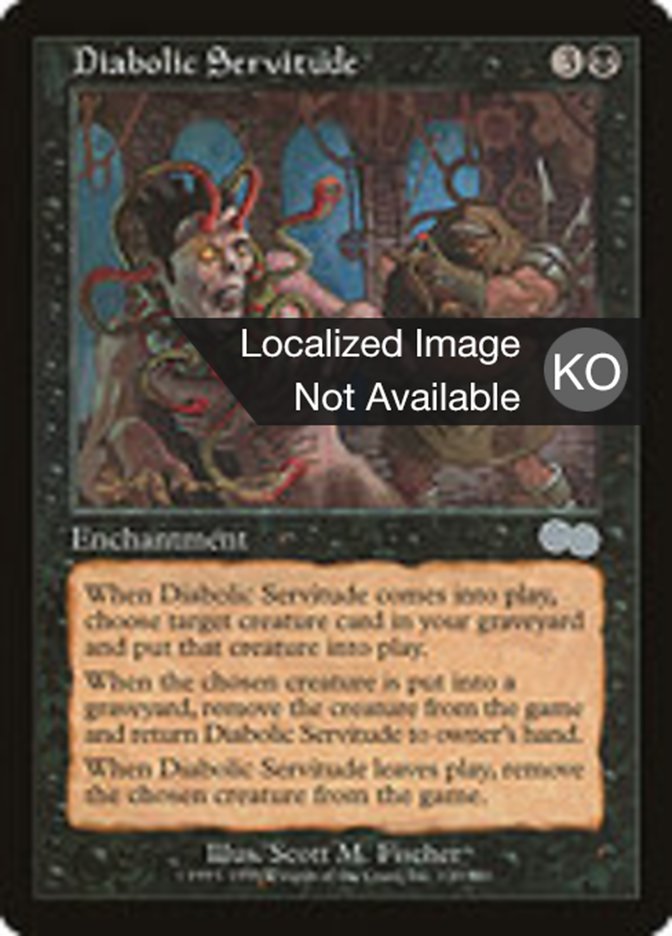 Diabolic Servitude
3
Localized Image
Not Available
KO
Enchantment
When Diabolic Servitude comes into play,
choose target creature card in your graveyard
and put that creature into play.
When the chosen creature is put into a
graveyard, remove the creature from the game
and return Diabolic Servitude to owner's hand.
When Diabolic Servitude leaves play, remove
the chosen creature from the game.
Illus. Scott M. Fischer